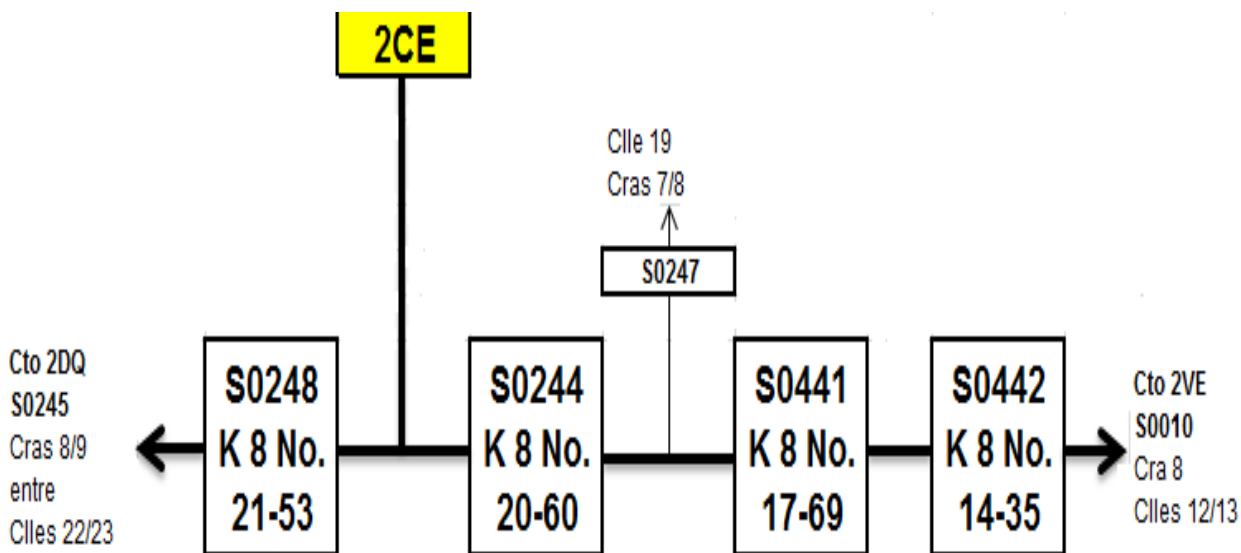 2CE
Clle 19
Cras 7/8
S0247
Cto 2DQ
S0245
Cras 8/9
entre
Clles 22/23
S0248
K 8 No.
21-53
S0244
K 8 No.
20-60
S0441
K 8 No.
17-69
S0442
K 8 No.
14-35
Cto 2VE
S0010
Cra 8
Clles 12/13